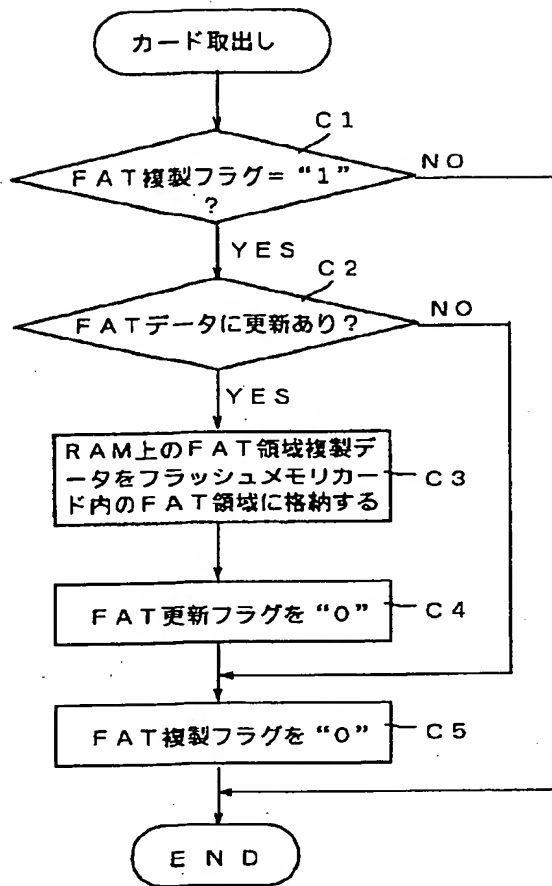 カード取出し
C1
NO
FAT複製フラグ=“1”
?
YES
C2
NO
FATデータに更新あり?
YES
RAM上のFAT領域複製デ
ータをフラッシュメモリカー
ド内のFAT領域に格納する
C3
FAT更新フラグを“0”
C4
FAT複製フラグを“0”
C5
END